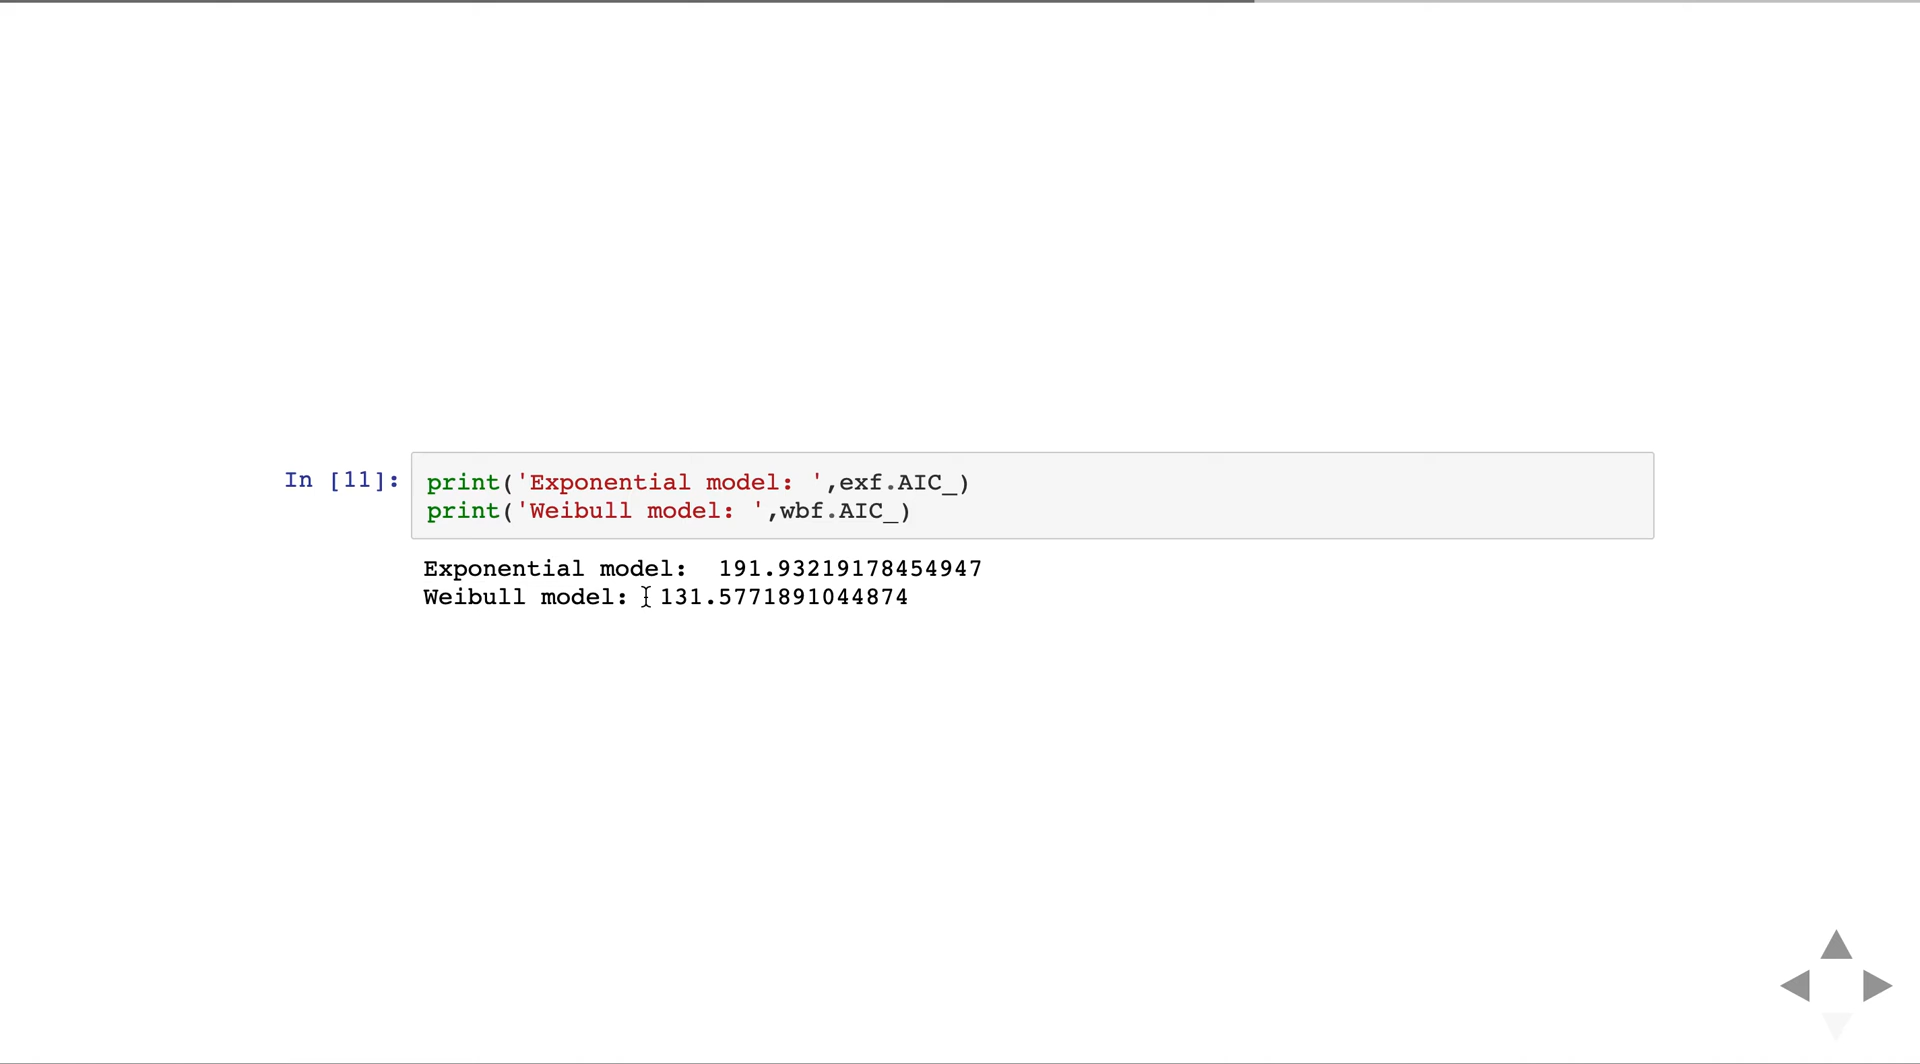 In [11]:
print('Exponential model: ',exf.AIC_)
print('Weibull model: ',wbf.AIC_)
Exponential model:  191.93219178454947
Weibull model:  131.5771891044874